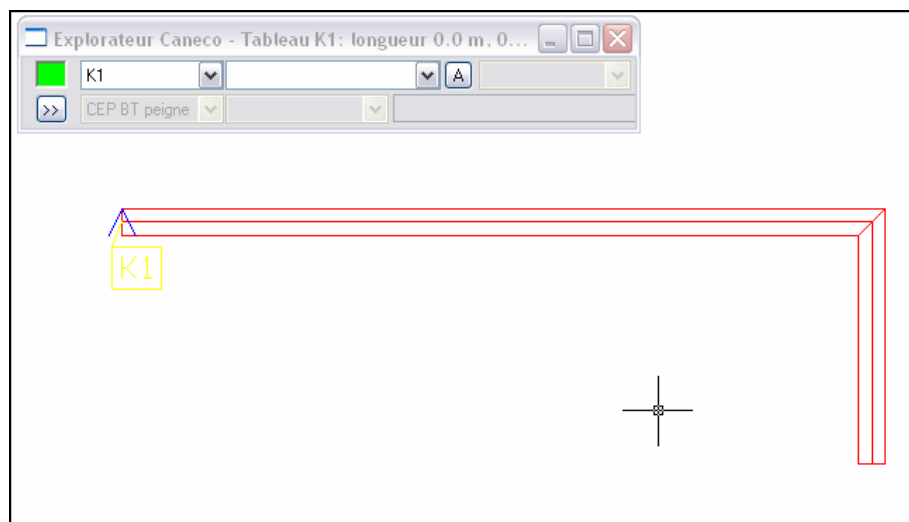 Explorateur Caneco - Tableau K1: longueur 0.0 m, 0...
K1 A
>> CEP BT peigne
K1